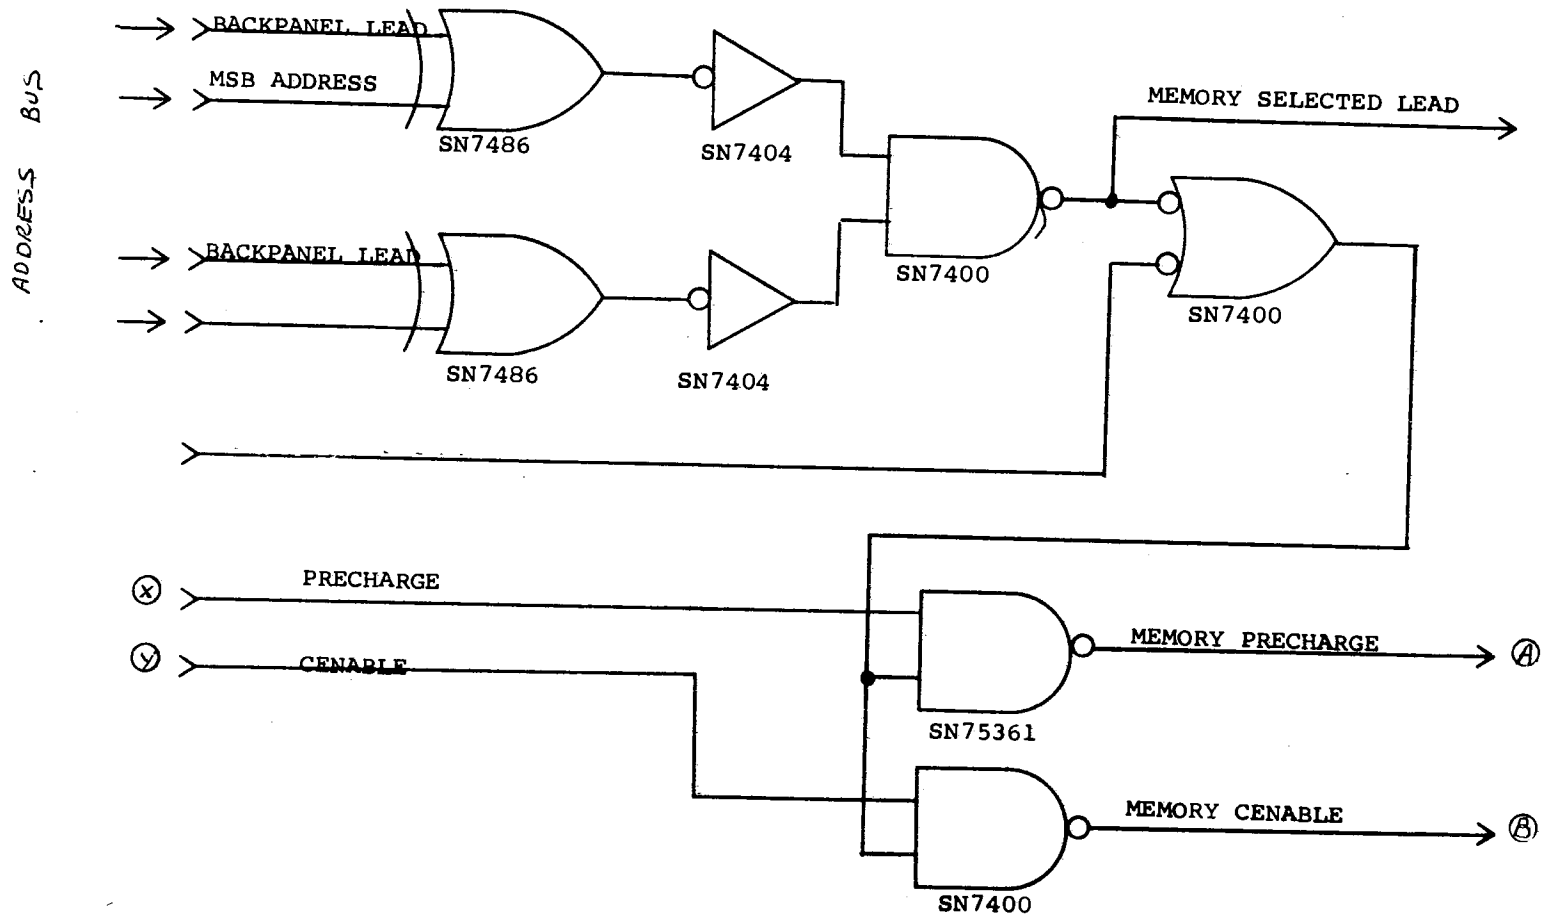 ADDRESS BUS
BACKPANEL LEAD
MSB ADDRESS
SN7486
SN7404
SN7400
MEMORY SELECTED LEAD
SN7400
BACKPANEL LEAD
SN7486
SN7404
X
PRECHARGE
Y
CENABLE
SN75361
MEMORY PRECHARGE
A
SN7400
MEMORY CENABLE
B